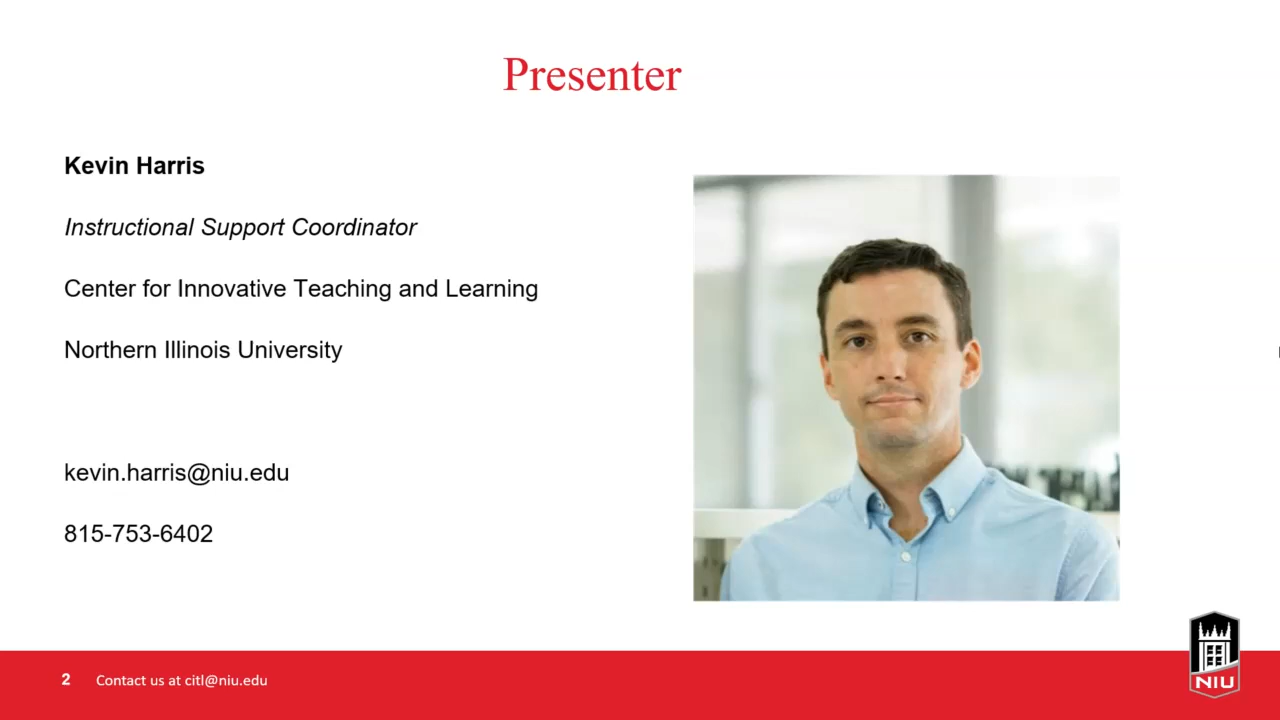 Presenter
Kevin Harris
Instructional Support Coordinator
Center for Innovative Teaching and Learning
Northern Illinois University
kevin.harris@niu.edu
815-753-6402
2 Contact us at citl@niu.edu
NIU